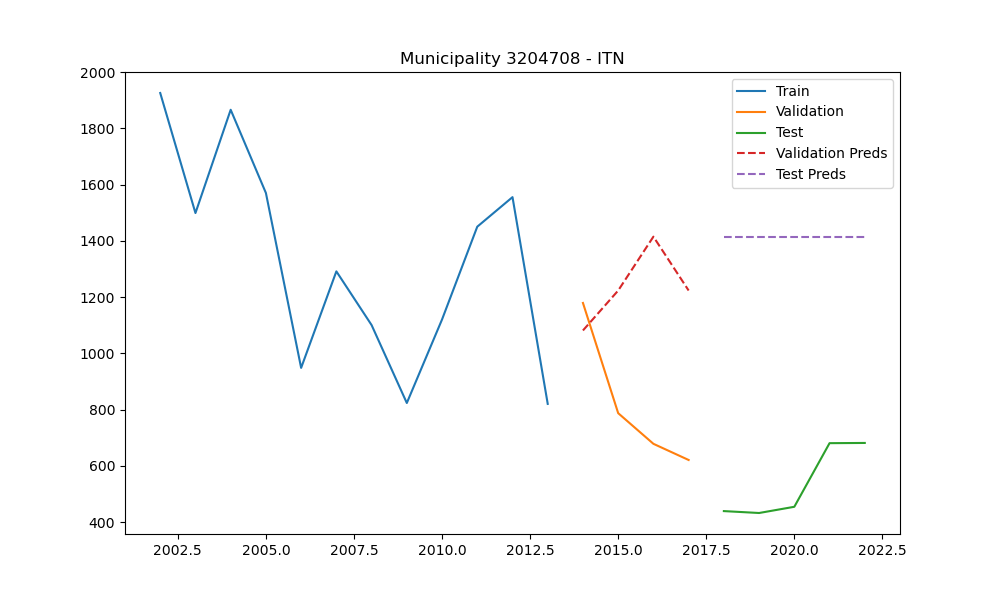 Municipality 3204708 - ITN
2000
1800
1600
1400
1200
1000
800
600
400
Train
Validation
Test
Validation Preds
Test Preds
2002.5 2005.0 2007.5 2010.0 2012.5 2015.0 2017.5 2020.0 2022.5